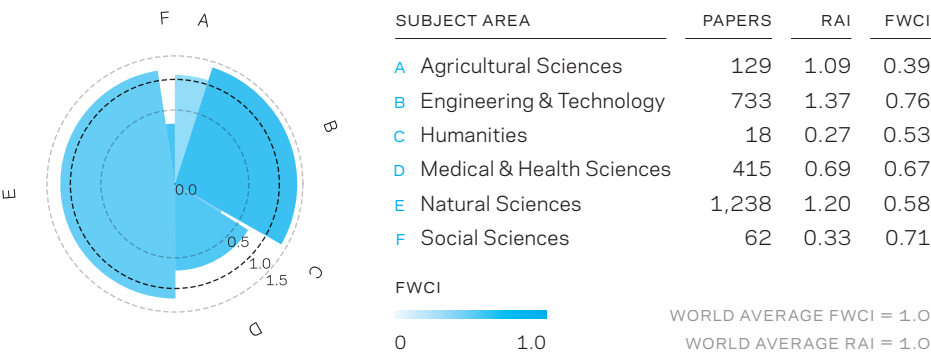 F A
B
E
C
D
0.0
0.5
1.0
1.5
SUBJECT AREA PAPERS RAI FWCI
A Agricultural Sciences 129 1.09 0.39
B Engineering & Technology 733 1.37 0.76
C Humanities 18 0.27 0.53
D Medical & Health Sciences 415 0.69 0.67
E Natural Sciences 1,238 1.20 0.58
F Social Sciences 62 0.33 0.71
FWCI
0 1.0
WORLD AVERAGE FWCI = 1.0
WORLD AVERAGE RAI = 1.0